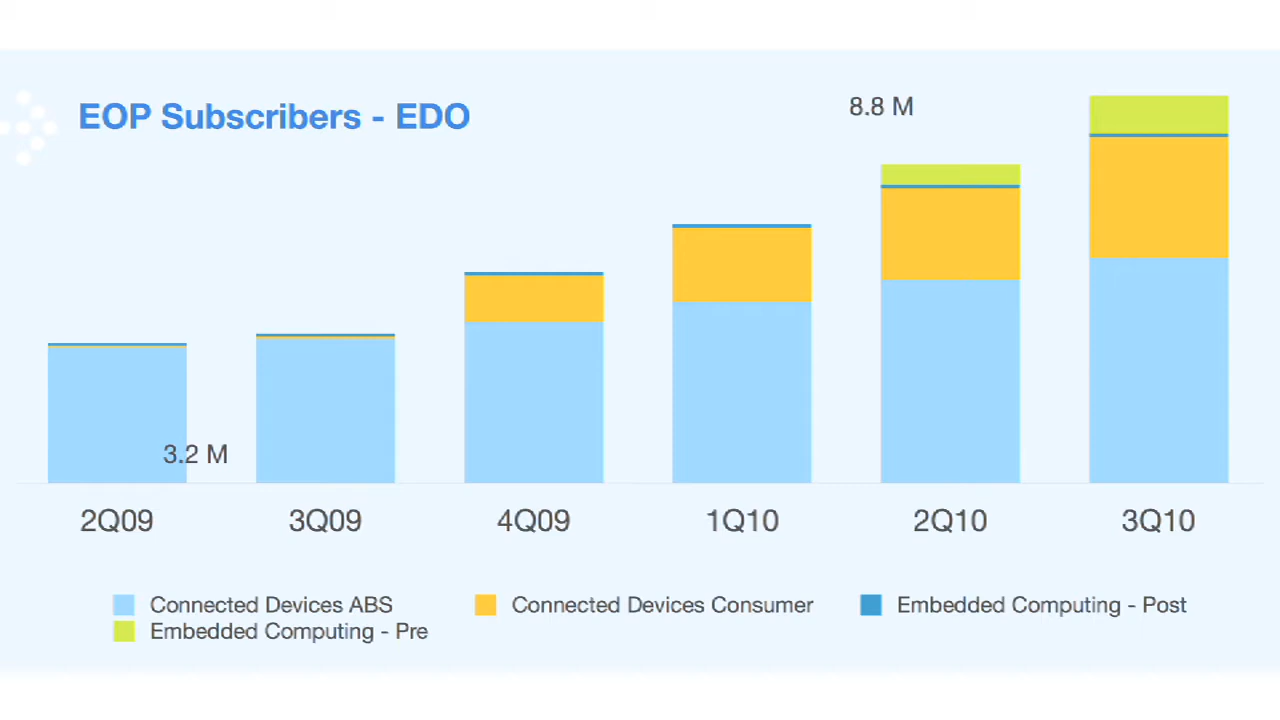 EOP Subscribers - EDO
8.8 M
3.2 M
2Q09 3Q09 4Q09 1Q10 2Q10 3Q10
Connected Devices ABS Connected Devices Consumer Embedded Computing - Post
Embedded Computing - Pre